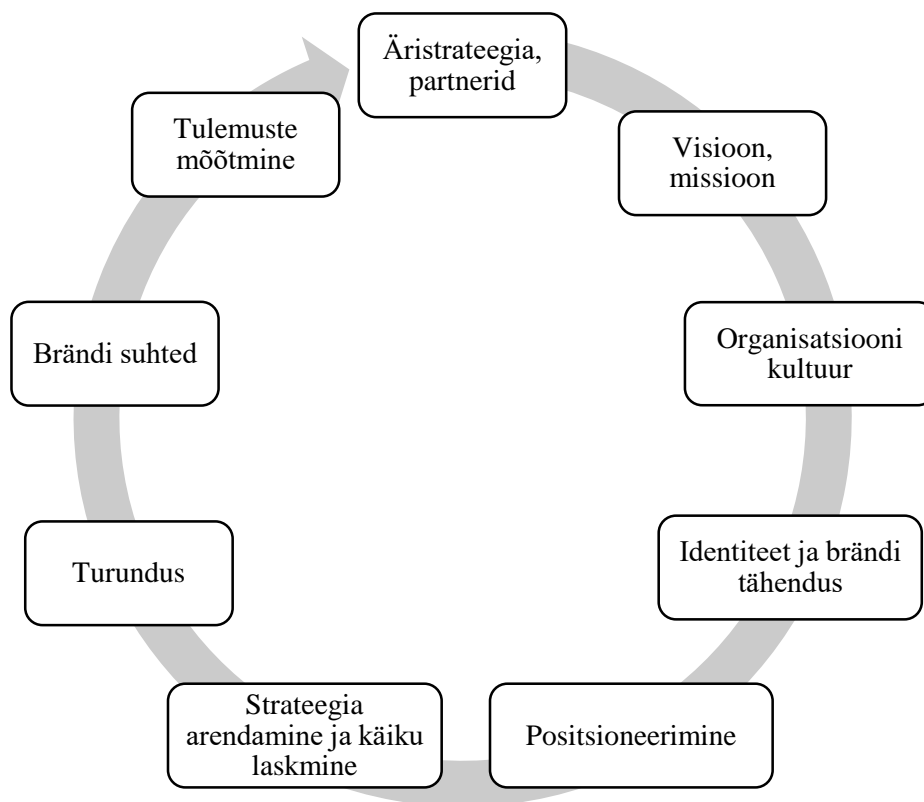 Äristrateegia,
partnerid
Visioon,
missioon
Organisatsiooni
kultuur
Identiteet ja brändi
tähendus
Positsioneerimine
Strateegia
arendamine ja käiku
laskmine
Turundus
Brändi suhted
Tulemuste
mõõtmine